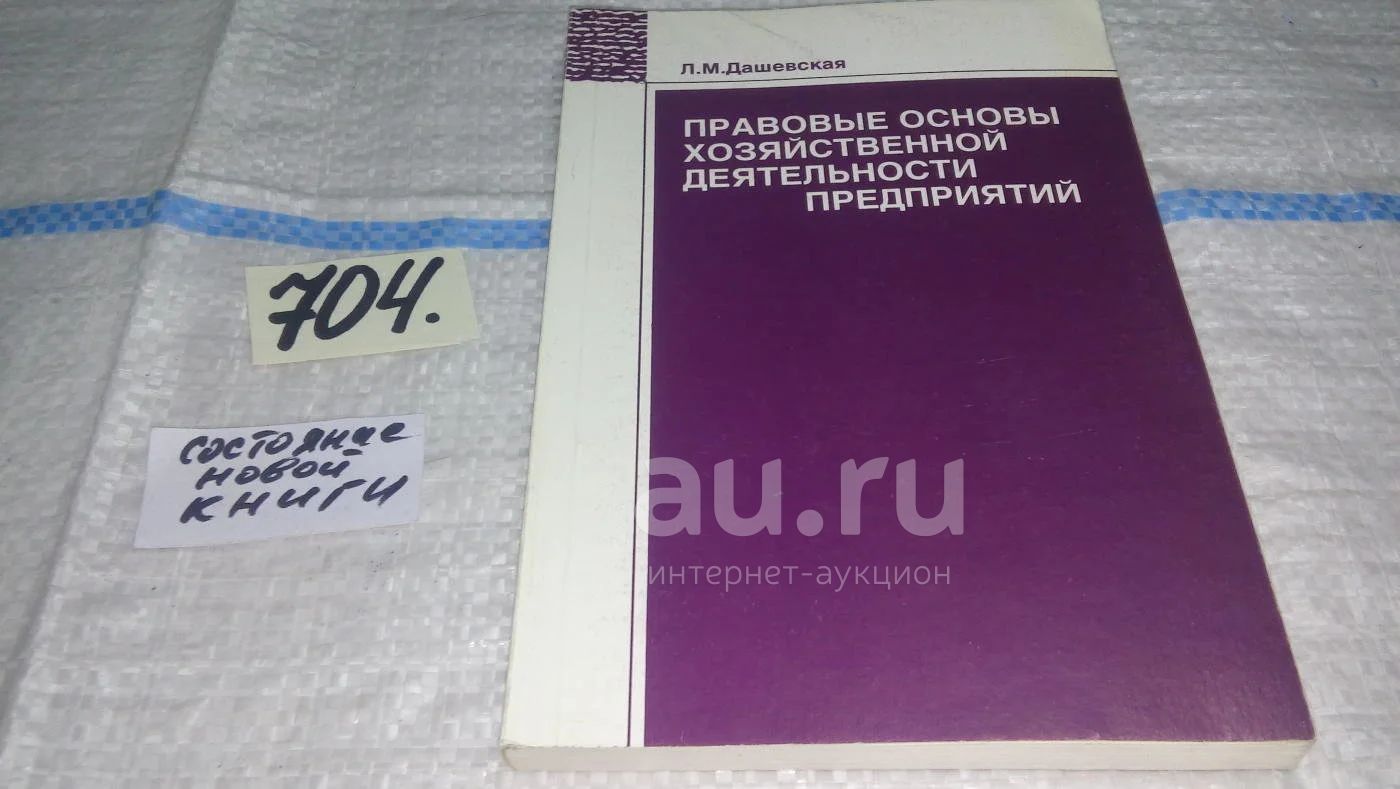 Л.М.Дашевская
ПРАВОВЫЕ ОСНОВЫ
ХОЗЯЙСТВЕННОЙ
ДЕЯТЕЛЬНОСТИ
ПРЕДПРИЯТИЙ
704.
состояние
новой
книги
au.ru
интернет-аукцион